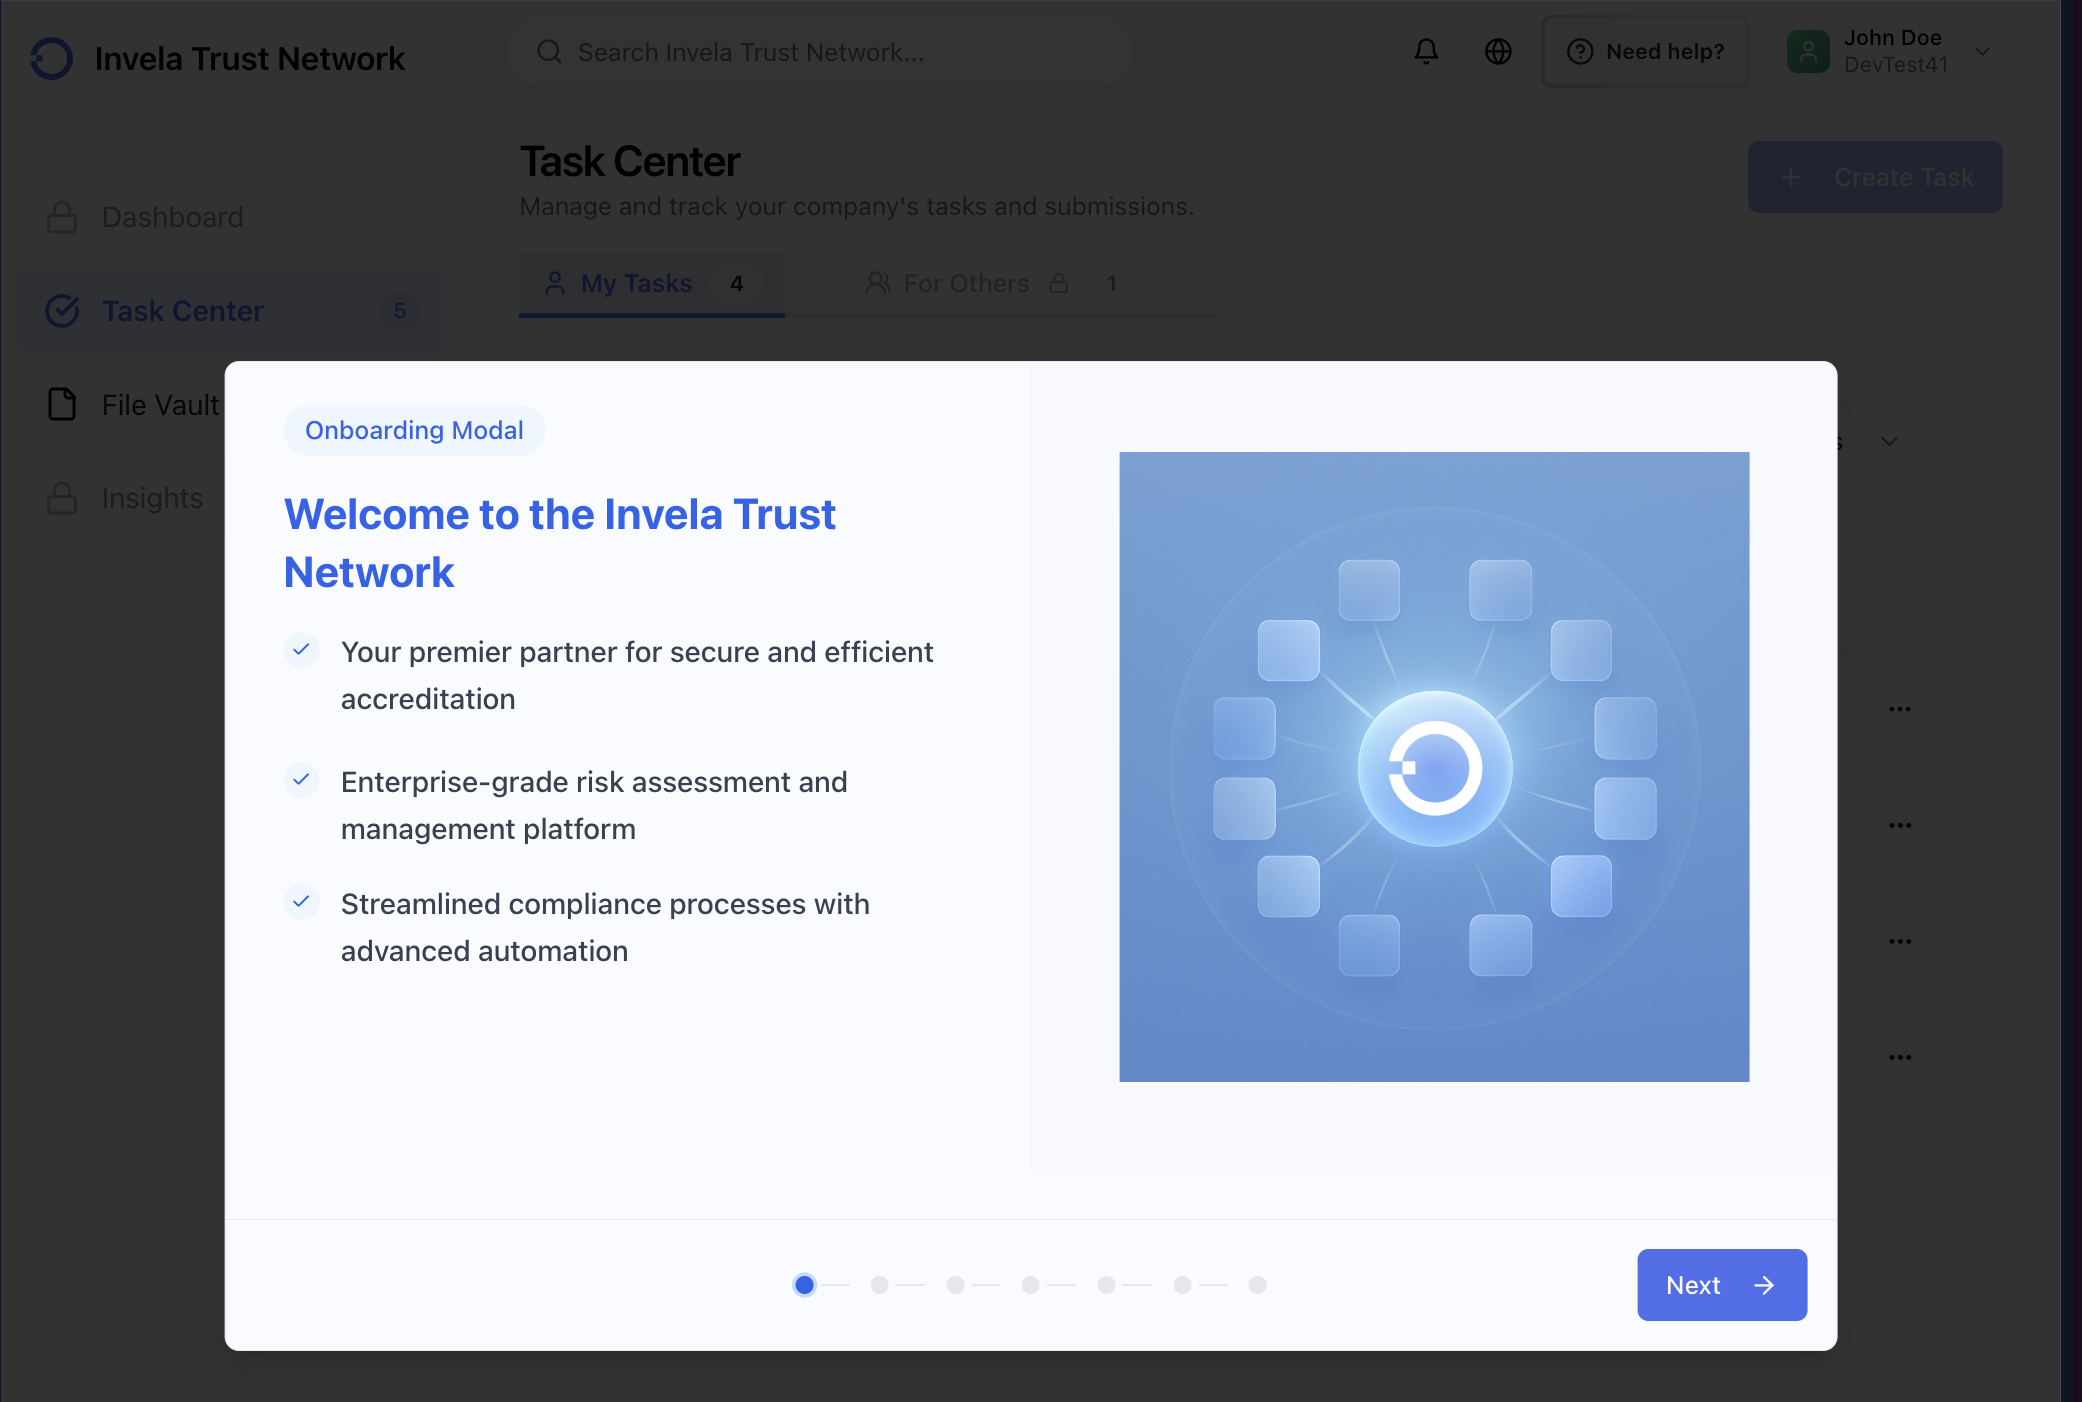 Invela Trust Network
Search Invela Trust Network...
Need help?
John Doe
DevTest41
Task Center
Manage and track your company's tasks and submissions.
Create Task
Dashboard
Task Center 5
File Vault
Insights
My Tasks 4
For Others 1
Onboarding Modal
Welcome to the Invela Trust
Network
Your premier partner for secure and efficient
accreditation
Enterprise-grade risk assessment and
management platform
Streamlined compliance processes with
advanced automation
Next